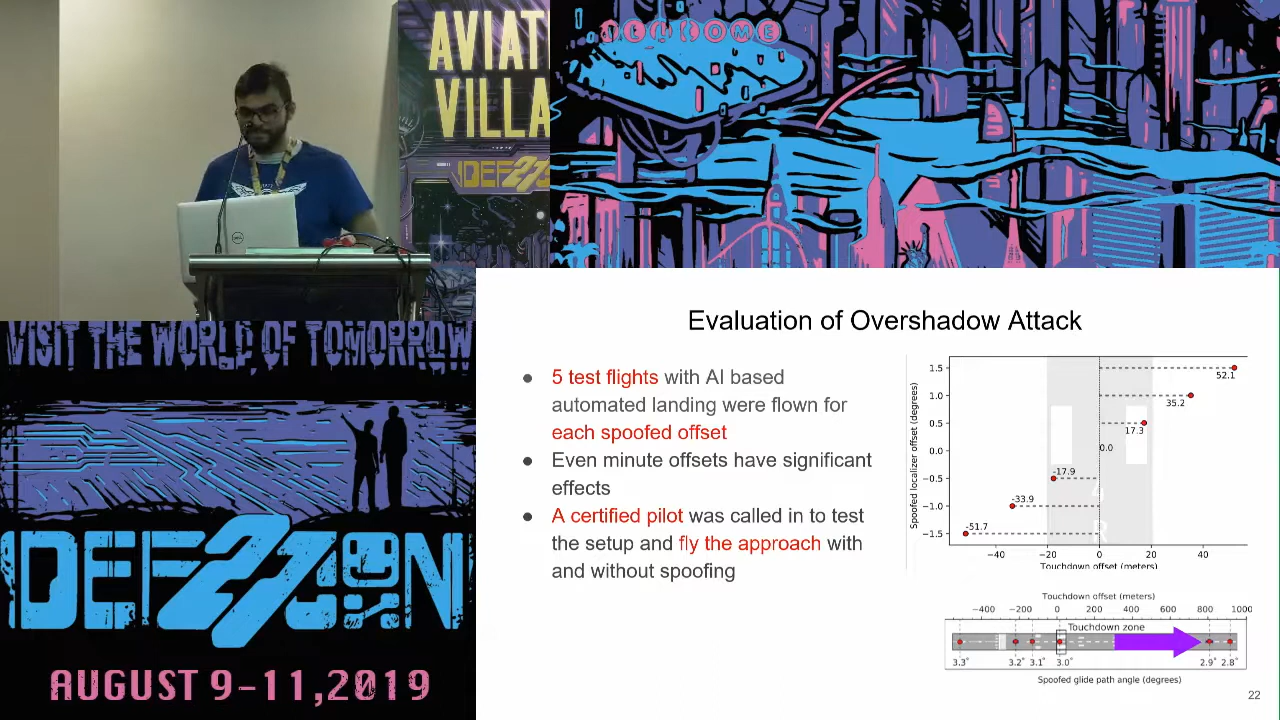 AVIAT
VILLA
DEF 27
WELCOME
VISIT THE WORLD OF TOMORROW
DEF 27 CON
AUGUST 9-11,2019
Evaluation of Overshadow Attack
● 5 test flights with AI based
automated landing were flown for
each spoofed offset
● Even minute offsets have significant
effects
● A certified pilot was called in to test
the setup and fly the approach with
and without spoofing
Spoofed localizer offset (degrees)
1.5
1.0
0.5
0.0
−0.5
−1.0
−1.5
52.1
35.2
17.3
0.0
-17.9
-33.9
-51.7
−40 −20 0 20 40
Touchdown offset (meters)
Touchdown offset (meters)
−400 −200 0 200 400 600 800 1000
Touchdown zone
3.3° 3.2° 3.1° 3.0° 2.9° 2.8°
Spoofed glide path angle (degrees)
22